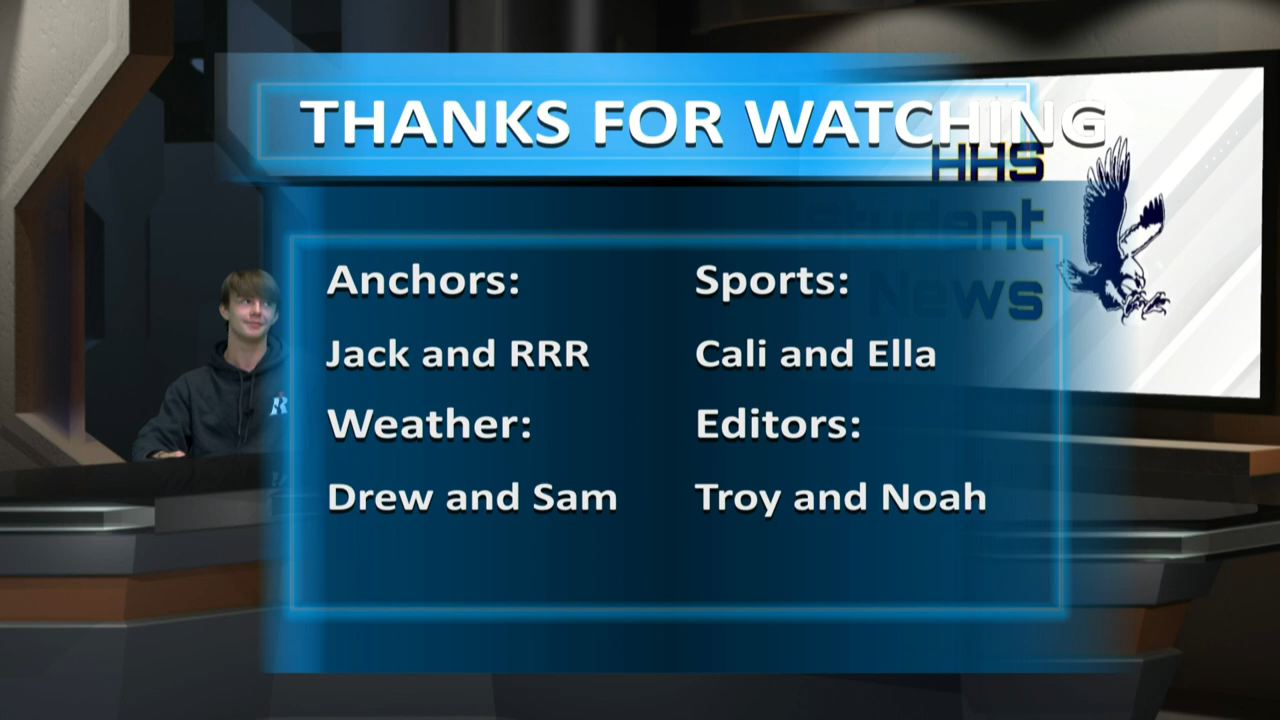 THANKS FOR WATCHING
HHS
Student
News
Anchors:
Jack and RRR
Weather:
Drew and Sam
Sports:
Cali and Ella
Editors:
Troy and Noah
R